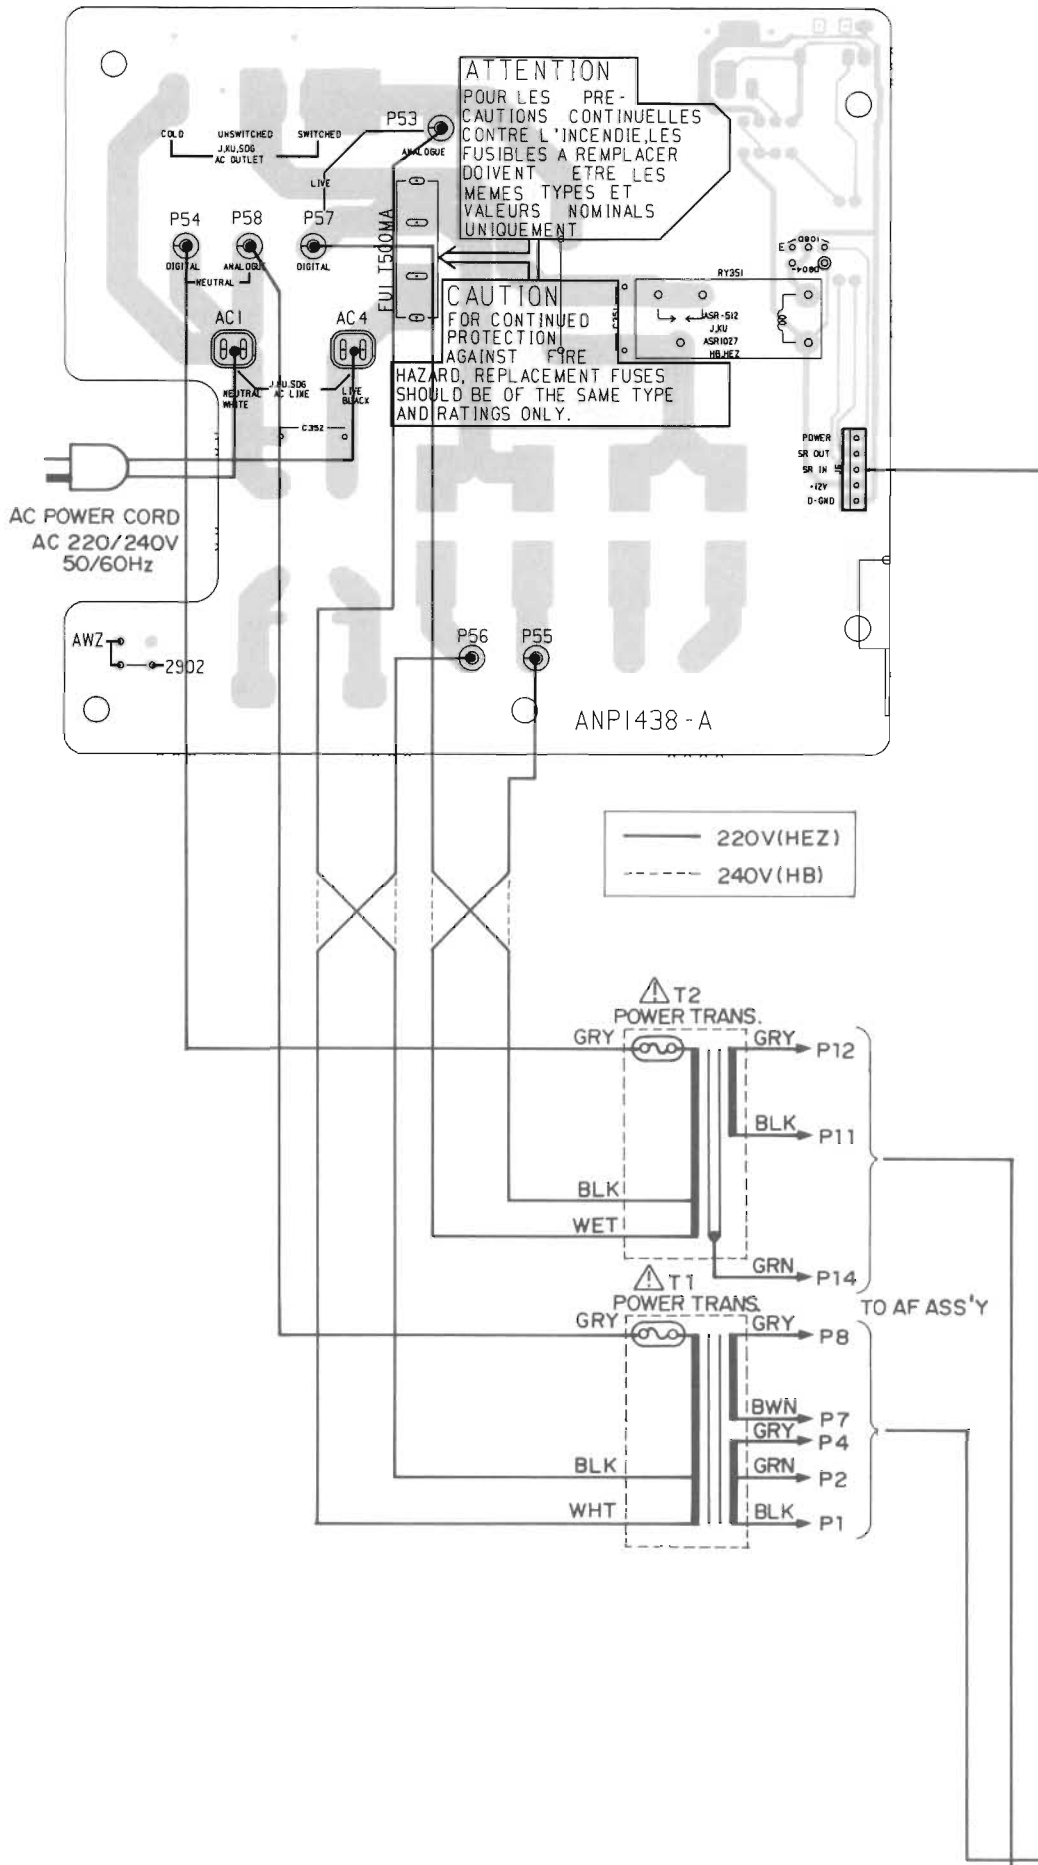 ATTENTION
POUR LES PRE-
CAUTIONS CONTINUELLES
CONTRE L'INCENDIE,LES
FUSIBLES A REMPLACER
DOIVENT ETRE LES
MEMES TYPES ET
VALEURS NOMINALS
UNIQUEMENT
P53
ANALOGUE
COLD UNSWITCHED SWITCHED
J,KU,SDG
AC OUTLET
LIVE
P54 P58 P57
DIGITAL ANALOGUE DIGITAL
NEUTRAL
FU1 T500MA
CAUTION
FOR CONTINUED
PROTECTION
AGAINST FIRE
HAZARD, REPLACEMENT FUSES
SHOULD BE OF THE SAME TYPE
AND RATINGS ONLY.
C351
RY351
ASR-512
J,KU
ASR1027
HB,HEZ
E
Q801
D804
AC1 AC4
J,KU,SDG
AC LINE
NEUTRAL
WHITE
LIVE
BLACK
C352
POWER
SR OUT
SR IN
+12V
D-GND
J6
AC POWER CORD
AC 220/240V
50/60Hz
AWZ
2902
P56 P55
ANP1438-A
220V(HEZ)
240V(HB)
T2
POWER TRANS.
GRY GRY P12
BLK P11
BLK
WET
GRN P14
T1
POWER TRANS.
TO AF ASS'Y
GRY GRY P8
BWN P7
GRY P4
BLK GRN P2
WHT BLK P1